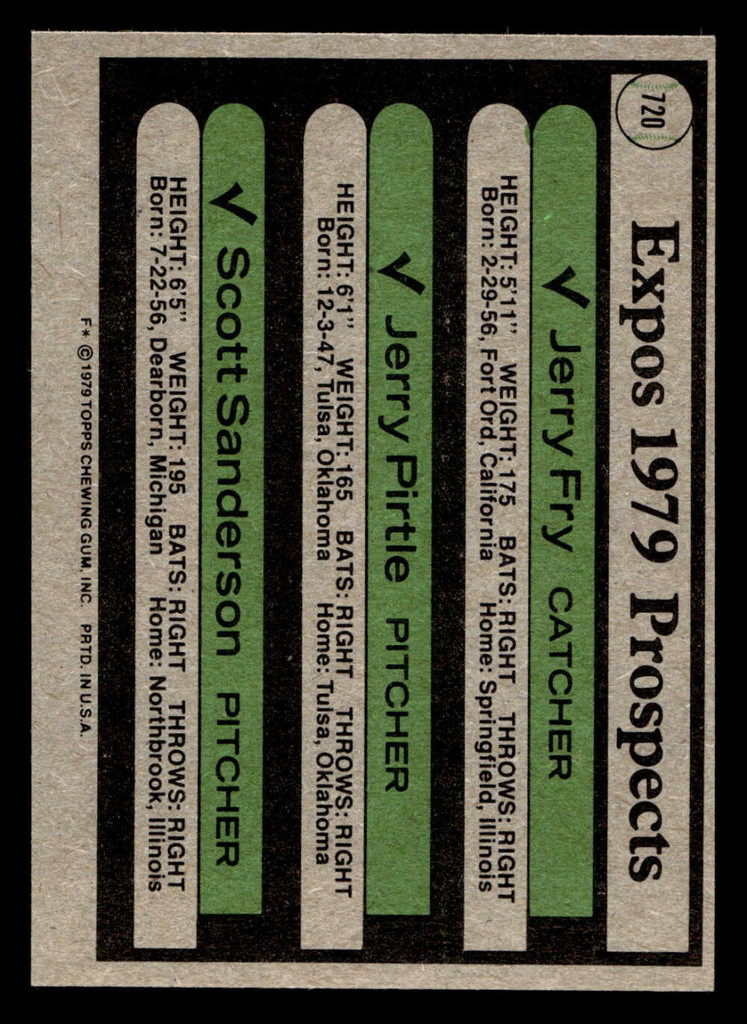 720
Expos 1979 Prospects
✔ Jerry Fry CATCHER
HEIGHT: 5'11" WEIGHT: 175 BATS: RIGHT THROWS: RIGHT
Born: 2-29-56, Fort Ord, California Home: Springfield, Illinois
✔ Jerry Pirtle PITCHER
HEIGHT: 6'1" WEIGHT: 165 BATS: RIGHT THROWS: RIGHT
Born: 12-3-47, Tulsa, Oklahoma Home: Tulsa, Oklahoma
✔ Scott Sanderson PITCHER
HEIGHT: 6'5" WEIGHT: 195 BATS: RIGHT THROWS: RIGHT
Born: 7-22-56, Dearborn, Michigan Home: Northbrook, Illinois
F* © 1979 TOPPS CHEWING GUM, INC. PRTD. IN U.S.A.